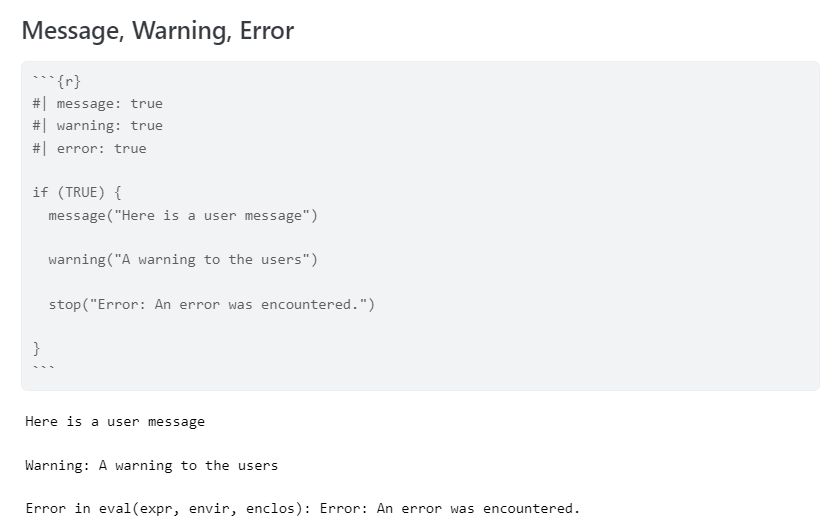 Message, Warning, Error
```{r}
#| message: true
#| warning: true
#| error: true
if (TRUE) {
  message("Here is a user message")
  warning("A warning to the users")
  stop("Error: An error was encountered.")
}
```
Here is a user message
Warning: A warning to the users
Error in eval(expr, envir, enclos): Error: An error was encountered.